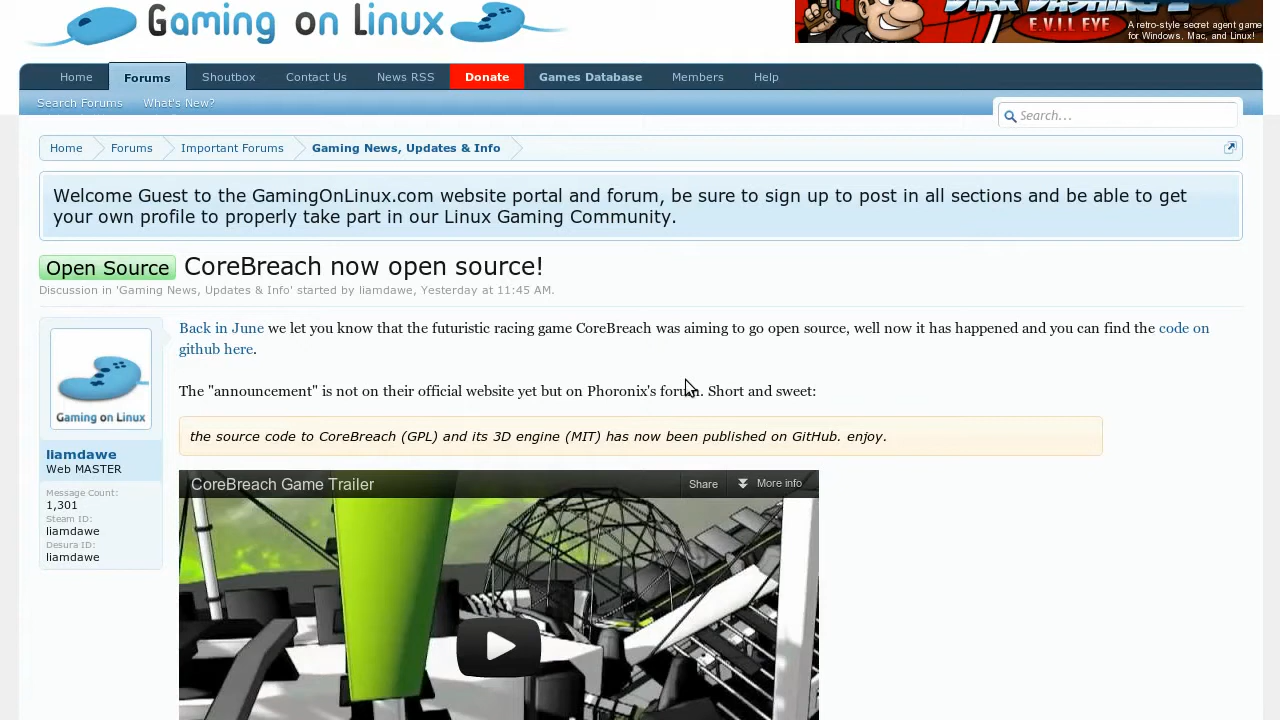 Gaming on Linux
E.V.I.L EYE
A retro-style secret agent game
for Windows, Mac, and Linux!
Home Forums Shoutbox Contact Us News RSS Donate Games Database Members Help
Search Forums What's New?
Search...
Home Forums Important Forums Gaming News, Updates & Info
Welcome Guest to the GamingOnLinux.com website portal and forum, be sure to sign up to post in all sections and be able to get
your own profile to properly take part in our Linux Gaming Community.
Open Source CoreBreach now open source!
Discussion in 'Gaming News, Updates & Info' started by liamdawe, Yesterday at 11:45 AM.
Back in June we let you know that the futuristic racing game CoreBreach was aiming to go open source, well now it has happened and you can find the code on
github here.
The "announcement" is not on their official website yet but on Phoronix's forum. Short and sweet:
Gaming on Linux
the source code to CoreBreach (GPL) and its 3D engine (MIT) has now been published on GitHub. enjoy.
liamdawe
Web MASTER
Message Count:
1,301
Steam ID:
liamdawe
Desura ID:
liamdawe
CoreBreach Game Trailer Share More info